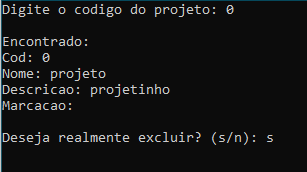 Digite o codigo do projeto: 0
Encontrado:
Cod: 0
Nome: projeto
Descricao: projetinho
Marcacao:
Deseja realmente excluir? (s/n): s